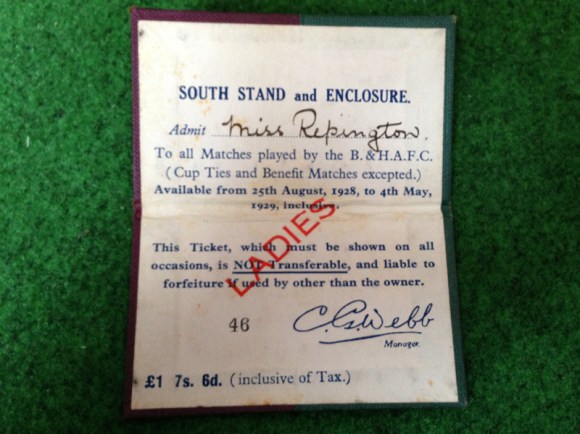 SOUTH STAND and ENCLOSURE.
Admit Miss Repington.
To all Matches played by the B. & H.A.F.C.
(Cup Ties and Benefit Matches excepted.)
Available from 25th August, 1928, to 4th May,
1929, inclusive.
LADIES
This Ticket, which must be shown on all
occasions, is NOT Transferable, and liable to
forfeiture if used by other than the owner.
46
C. S. Webb
Manager.
£1 7s. 6d. (inclusive of Tax.)